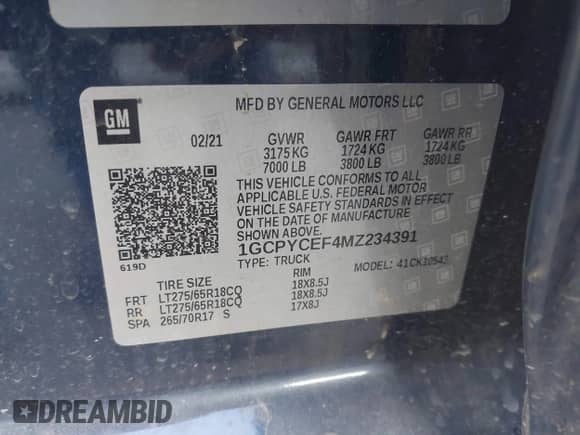 MFD BY GENERAL MOTORS LLC
GM
02/21 GVWR GAWR FRT GAWR RR
3175 KG 1724 KG 1724 KG
7000 LB 3800 LB 3800 LB
THIS VEHICLE CONFORMS TO ALL
APPLICABLE U.S. FEDERAL MOTOR
VEHICLE SAFETY STANDARDS IN EFFECT
ON THE DATE OF MANUFACTURE
SHOWN ABOVE.
1GCPYCEF4MZ234391
619D
TYPE: TRUCK MODEL: 41CK10543
TIRE SIZE RIM
FRT LT275/65R18CQ 18X8.5J
RR LT275/65R18CQ 18X8.5J
SPA 265/70R17 S 17X8J
DREAMBID